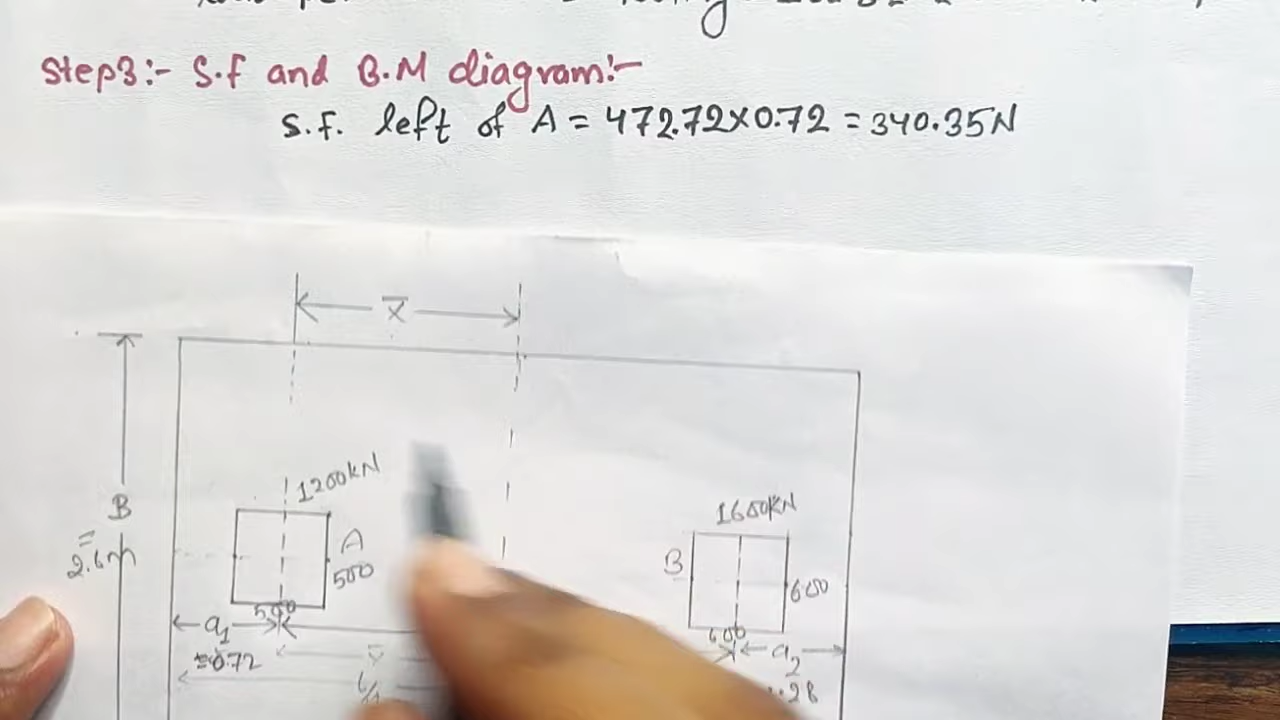 Step3:- S.f and B.M diagram:-
S.F. left of A = 472.72×0.72 = 340.35N
x̄
1200kN
1600KN
B
=
2.6m
A
500
B
600
500
600
a₁
=0.72
a₂
.28